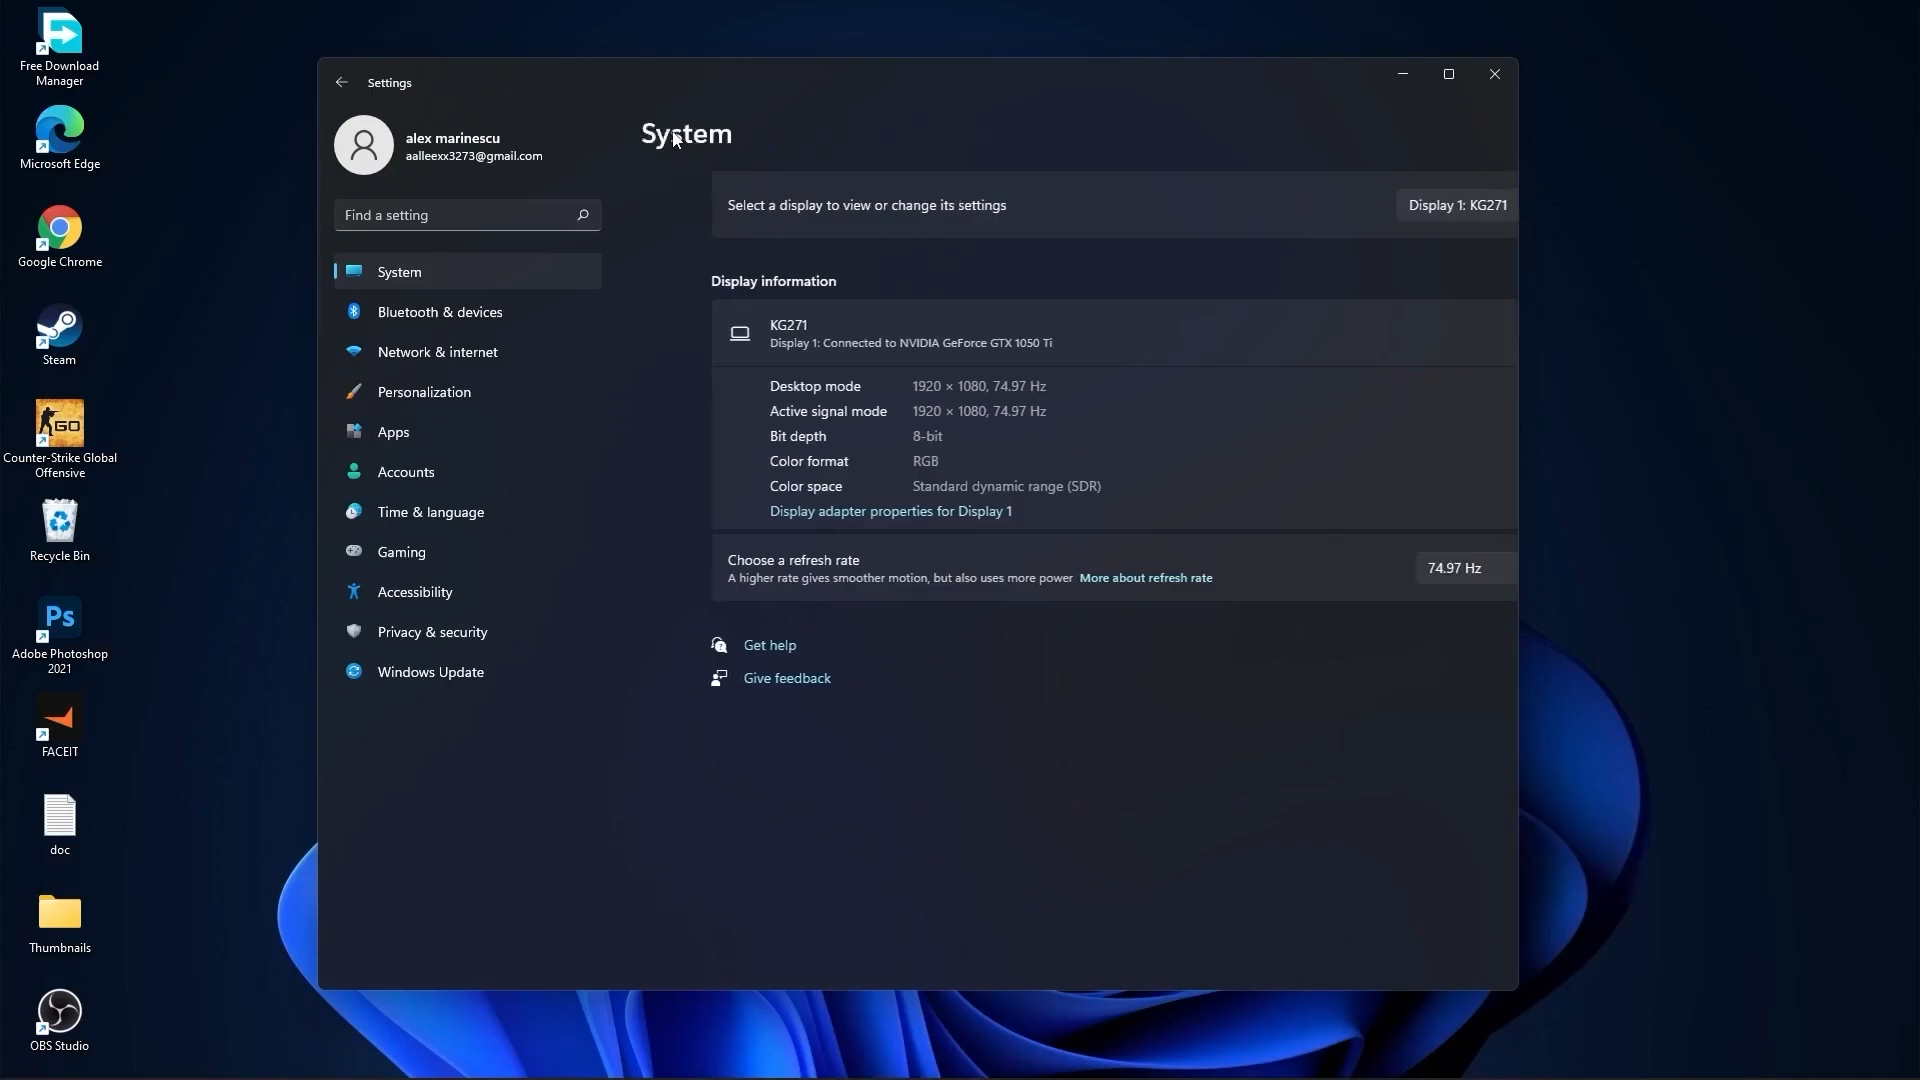 Free Download
Manager
Microsoft Edge
Google Chrome
Steam
GO
Counter-Strike Global
Offensive
Recycle Bin
Ps
Adobe Photoshop
2021
FACEIT
doc
Thumbnails
OBS Studio
Settings
alex marinescu
aalleexx3273@gmail.com
Find a setting
System
Bluetooth & devices
Network & internet
Personalization
Apps
Accounts
Time & language
Gaming
Accessibility
Privacy & security
Windows Update
System
Select a display to view or change its settings
Display 1: KG271
Display information
KG271
Display 1: Connected to NVIDIA GeForce GTX 1050 Ti
Desktop mode 1920 × 1080, 74.97 Hz
Active signal mode 1920 × 1080, 74.97 Hz
Bit depth 8-bit
Color format RGB
Color space Standard dynamic range (SDR)
Display adapter properties for Display 1
Choose a refresh rate
A higher rate gives smoother motion, but also uses more power More about refresh rate
74.97 Hz
Get help
Give feedback